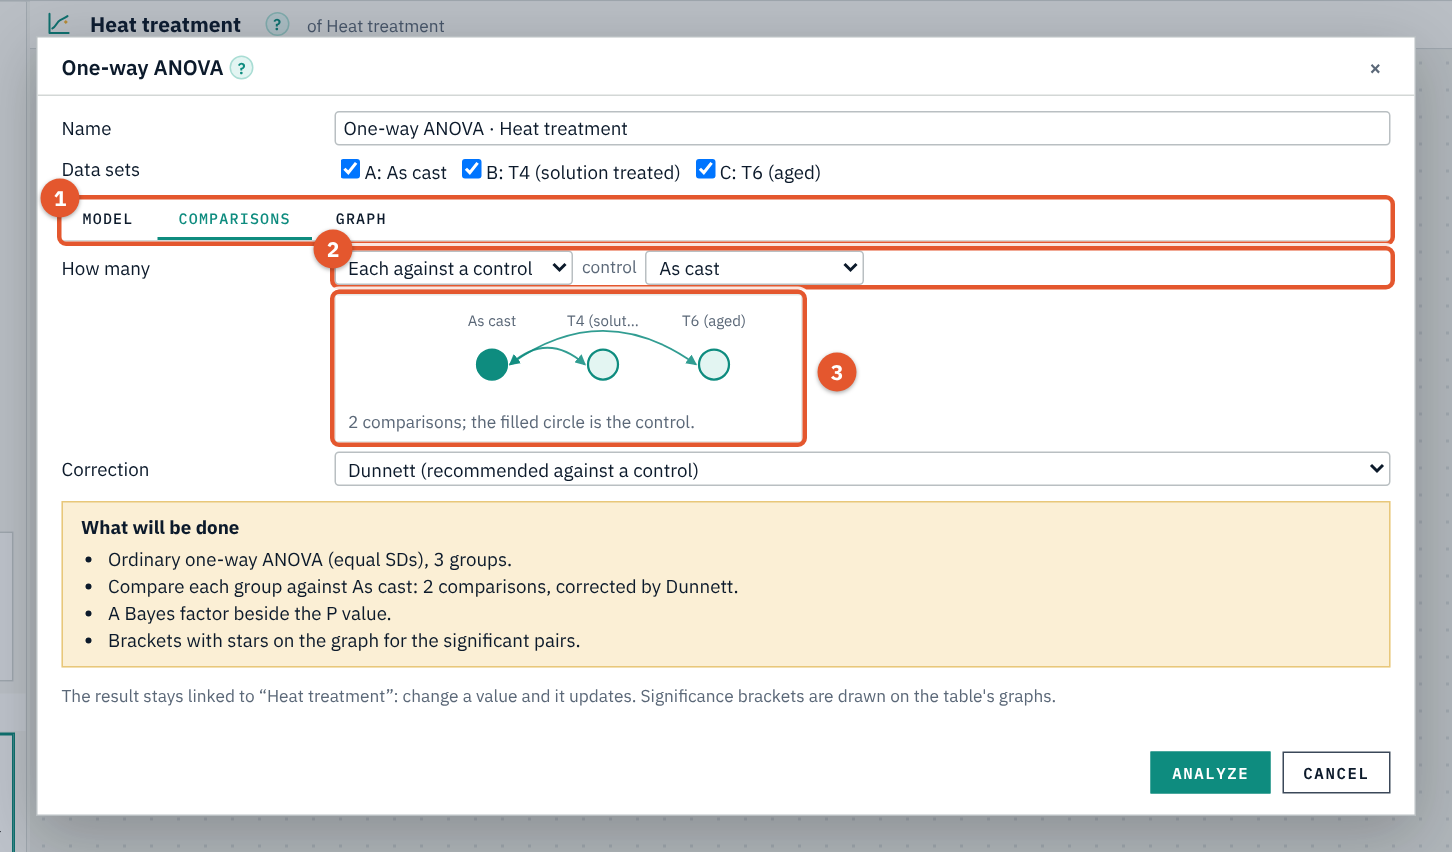 Heat treatment ? of Heat treatment
One-way ANOVA ?
×
Name One-way ANOVA · Heat treatment
Data sets A: As cast B: T4 (solution treated) C: T6 (aged)
1
MODEL COMPARISONS GRAPH
2
How many Each against a control control As cast
As cast T4 (solut... T6 (aged)
3
2 comparisons; the filled circle is the control.
Correction Dunnett (recommended against a control)
What will be done
• Ordinary one-way ANOVA (equal SDs), 3 groups.
• Compare each group against As cast: 2 comparisons, corrected by Dunnett.
• A Bayes factor beside the P value.
• Brackets with stars on the graph for the significant pairs.
The result stays linked to “Heat treatment”: change a value and it updates. Significance brackets are drawn on the table's graphs.
ANALYZE CANCEL